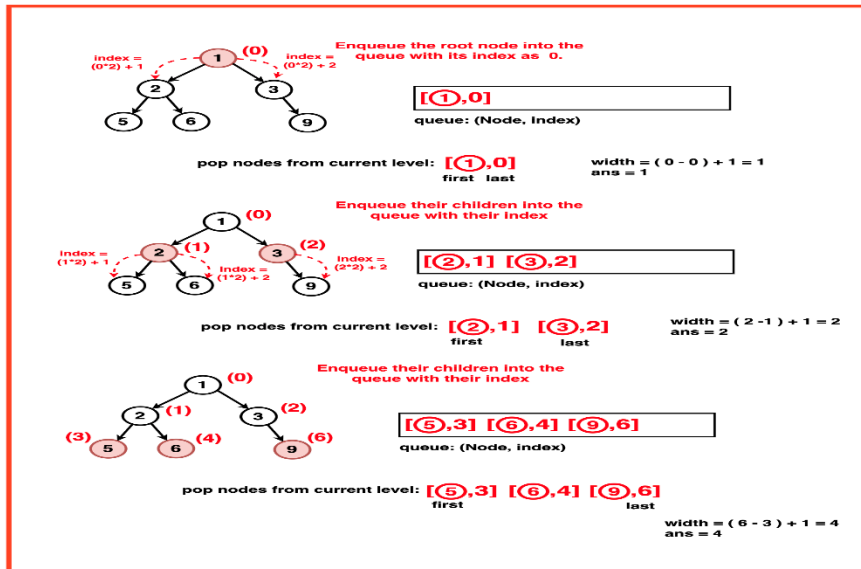 Enqueue the root node into the
queue with its index as 0.
index =
(0*2) + 1
1
(0)
index =
(0*2) + 2
2
3
5
6
9
[(1),0]
queue: (Node, index)
pop nodes from current level: [(1),0]
first last
width = ( 0 - 0 ) + 1 = 1
ans = 1
Enqueue their children into the
queue with their index
1
(0)
index =
(1*2) + 1
2
(1)
3
(2)
index =
(1*2) + 2
index =
(2*2) + 2
5
6
9
[(2),1] [(3),2]
queue: (Node, index)
pop nodes from current level: [(2),1] [(3),2]
first last
width = ( 2 -1 ) + 1 = 2
ans = 2
Enqueue their children into the
queue with their index
1
(0)
2
(1)
3
(2)
(3)
5
6
(4)
9
(6)
[(5),3] [(6),4] [(9),6]
queue: (Node, index)
pop nodes from current level: [(5),3] [(6),4] [(9),6]
first last
width = ( 6 - 3 ) + 1 = 4
ans = 4